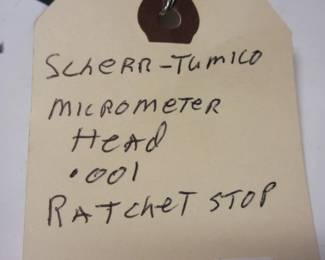 Scherr-Tumico
Micrometer
Head
.001
Ratchet Stop